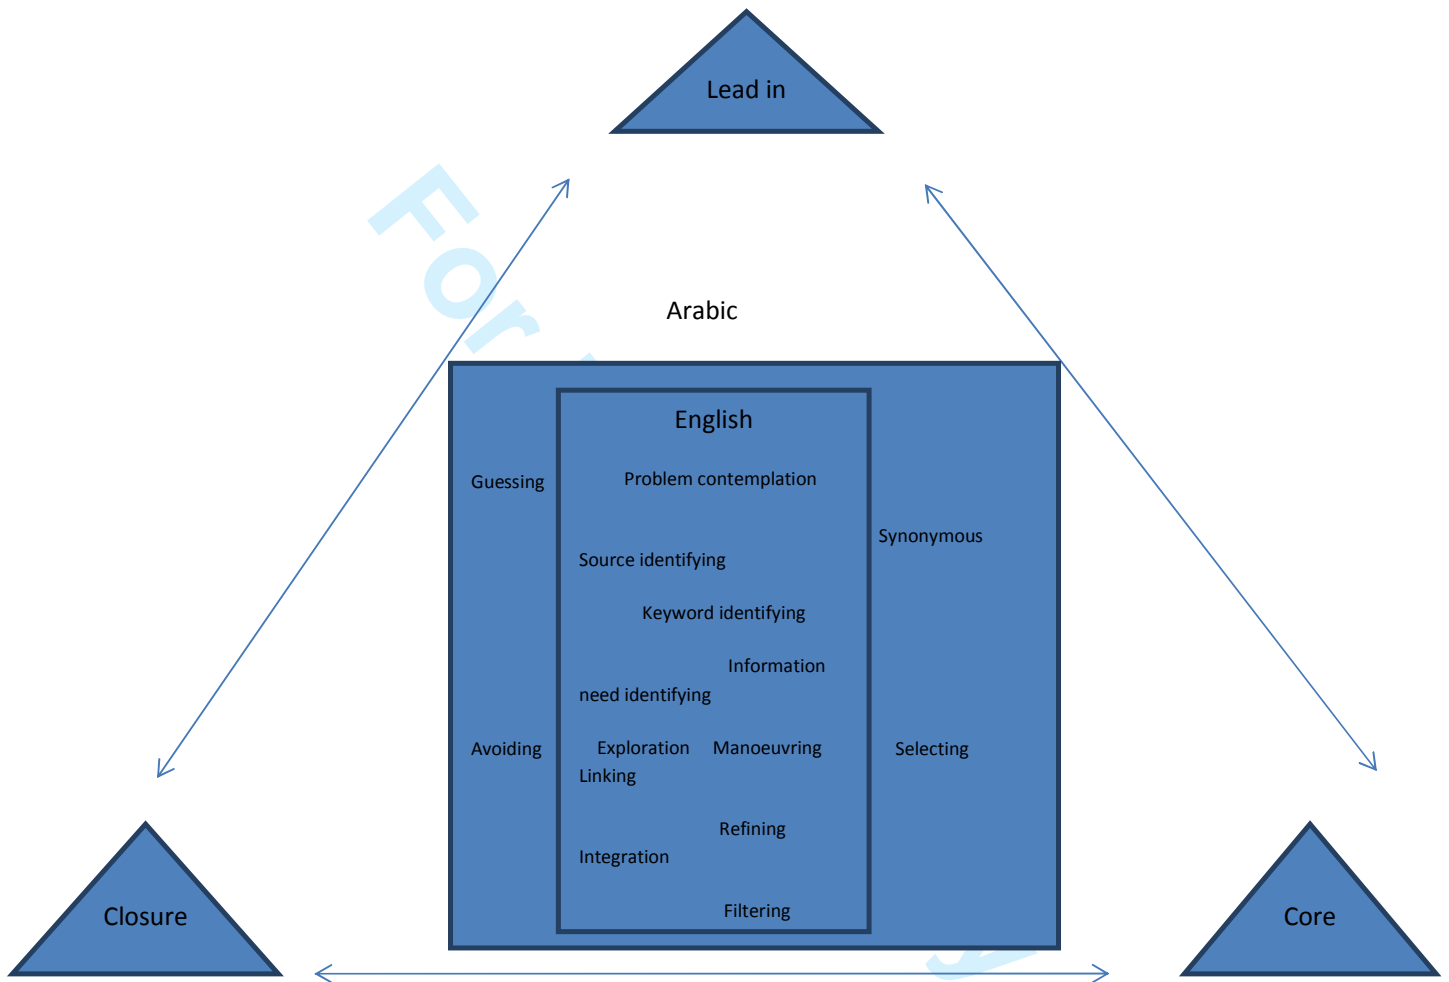 Lead in
For
Arabic
English
Guessing
Problem contemplation
Synonymous
Source identifying
Keyword identifying
Information
need identifying
Avoiding
Exploration Manoeuvring
Selecting
Linking
Refining
Integration
Filtering
Closure
Core